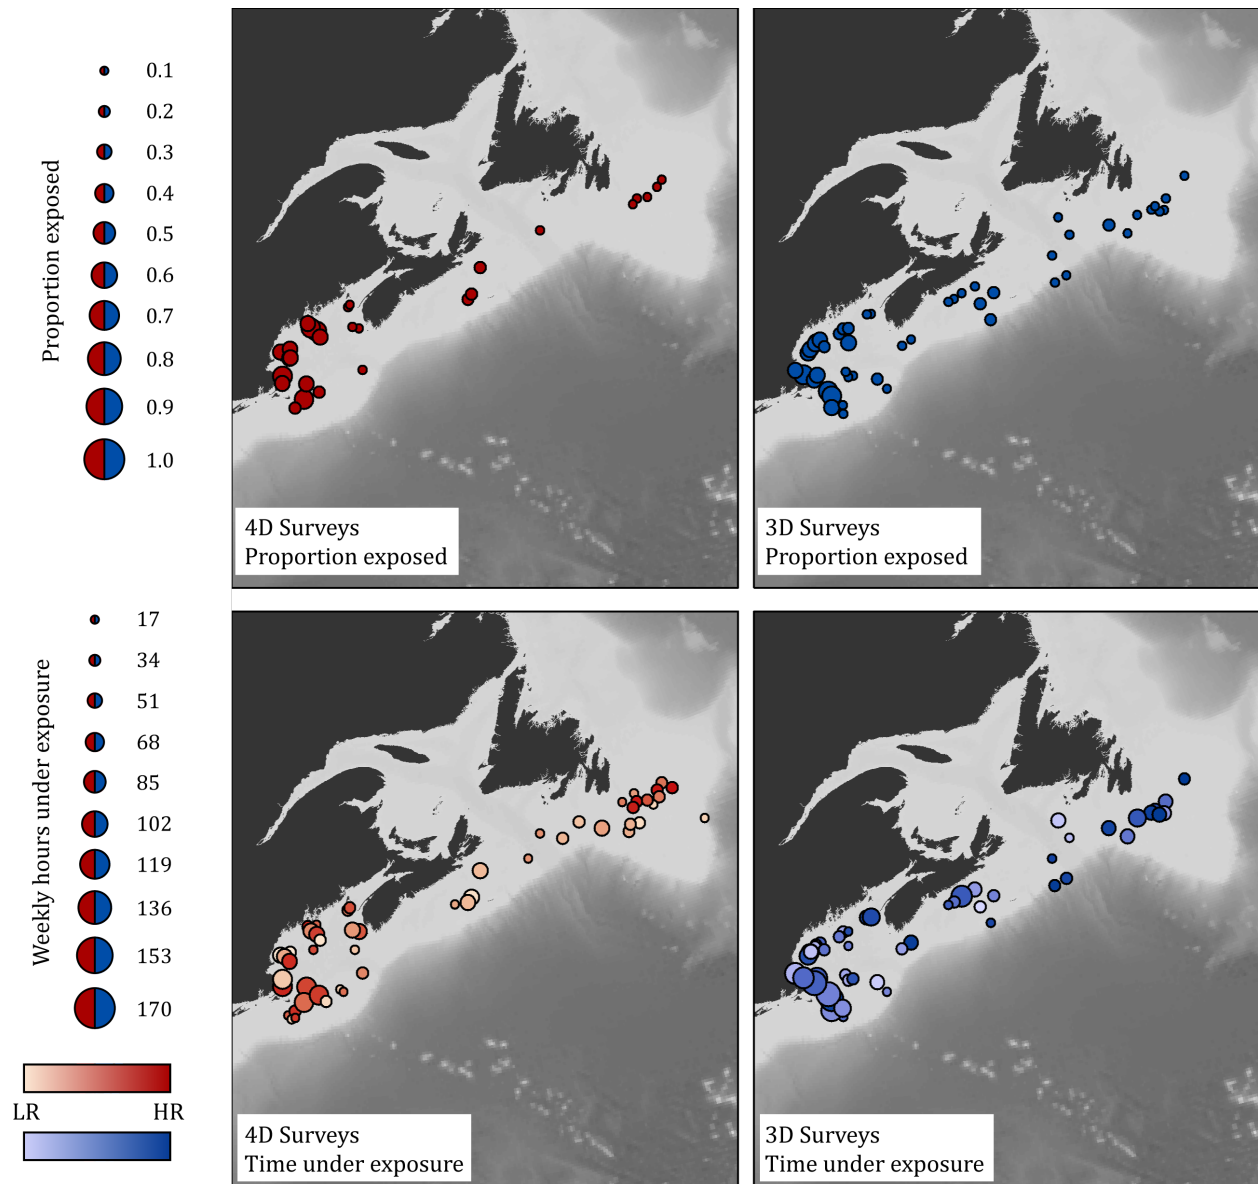 Proportion exposed
0.1
0.2
0.3
0.4
0.5
0.6
0.7
0.8
0.9
1.0
4D Surveys
Proportion exposed
3D Surveys
Proportion exposed
Weekly hours under exposure
17
34
51
68
85
102
119
136
153
170
LR HR
4D Surveys
Time under exposure
3D Surveys
Time under exposure